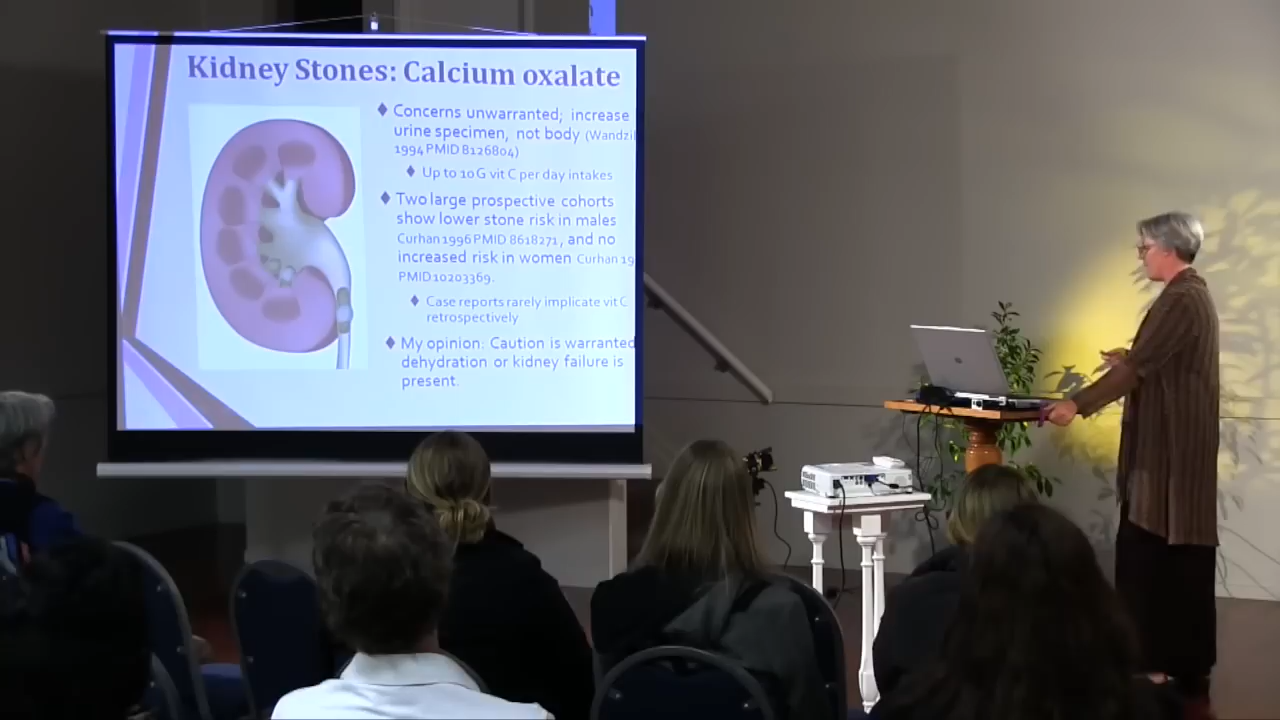 Kidney Stones: Calcium oxalate
Concerns unwarranted; increase
urine specimen, not body (Wandzil
1994 PMID 8126804)
Up to 10G vit C per day intakes
Two large prospective cohorts
show lower stone risk in males
Curhan 1996 PMID 8618271, and no
increased risk in women Curhan 19
PMID 10203369.
Case reports rarely implicate vit C
retrospectively
My opinion: Caution is warranted
dehydration or kidney failure is
present.